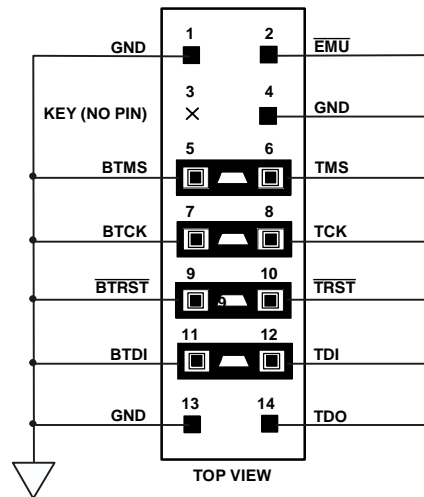 1 2
GND EMU
3 4
KEY (NO PIN) GND
5 6
BTMS TMS
7 8
BTCK TCK
9 10
BTRST TRST
9
11 12
BTDI TDI
13 14
GND TDO
TOP VIEW